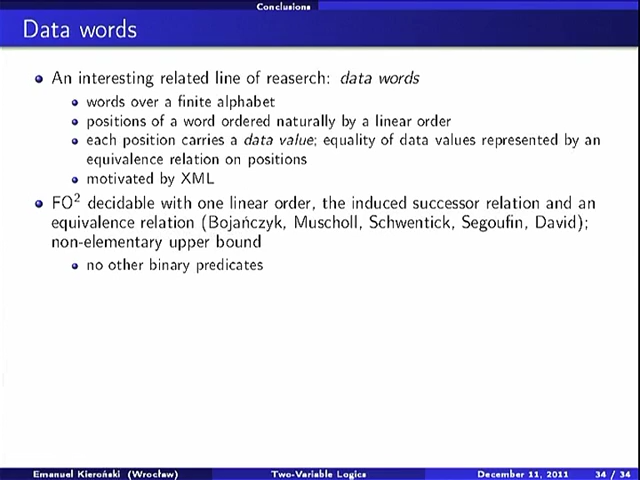 Conclusions
Data words
An interesting related line of reaserch: data words
words over a finite alphabet
positions of a word ordered naturally by a linear order
each position carries a data value; equality of data values represented by an
equivalence relation on positions
motivated by XML
FO² decidable with one linear order, the induced successor relation and an
equivalence relation (Bojańczyk, Muscholl, Schwentick, Segoufin, David);
non-elementary upper bound
no other binary predicates
Emanuel Kieroński (Wrocław) Two-Variable Logics December 11, 2011 34 / 34